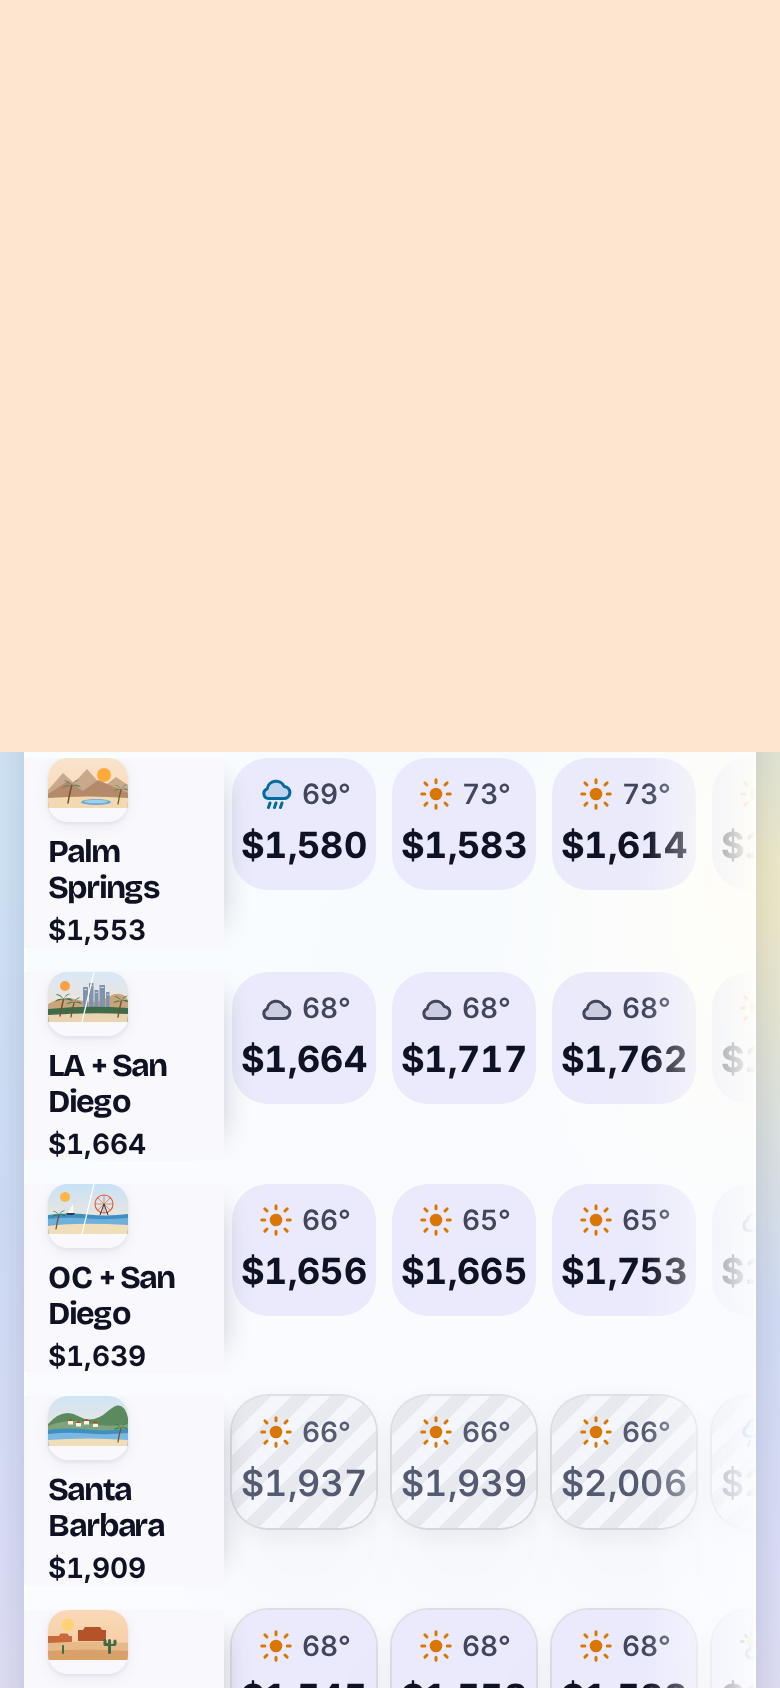 69° 73° 73°
$1,580 $1,583 $1,614
Palm
Springs
$1,553
68° 68° 68°
$1,664 $1,717 $1,762
LA + San
Diego
$1,664
66° 65° 65°
$1,656 $1,665 $1,753
OC + San
Diego
$1,639
66° 66° 66°
$1,937 $1,939 $2,006
Santa
Barbara
$1,909
68° 68° 68°